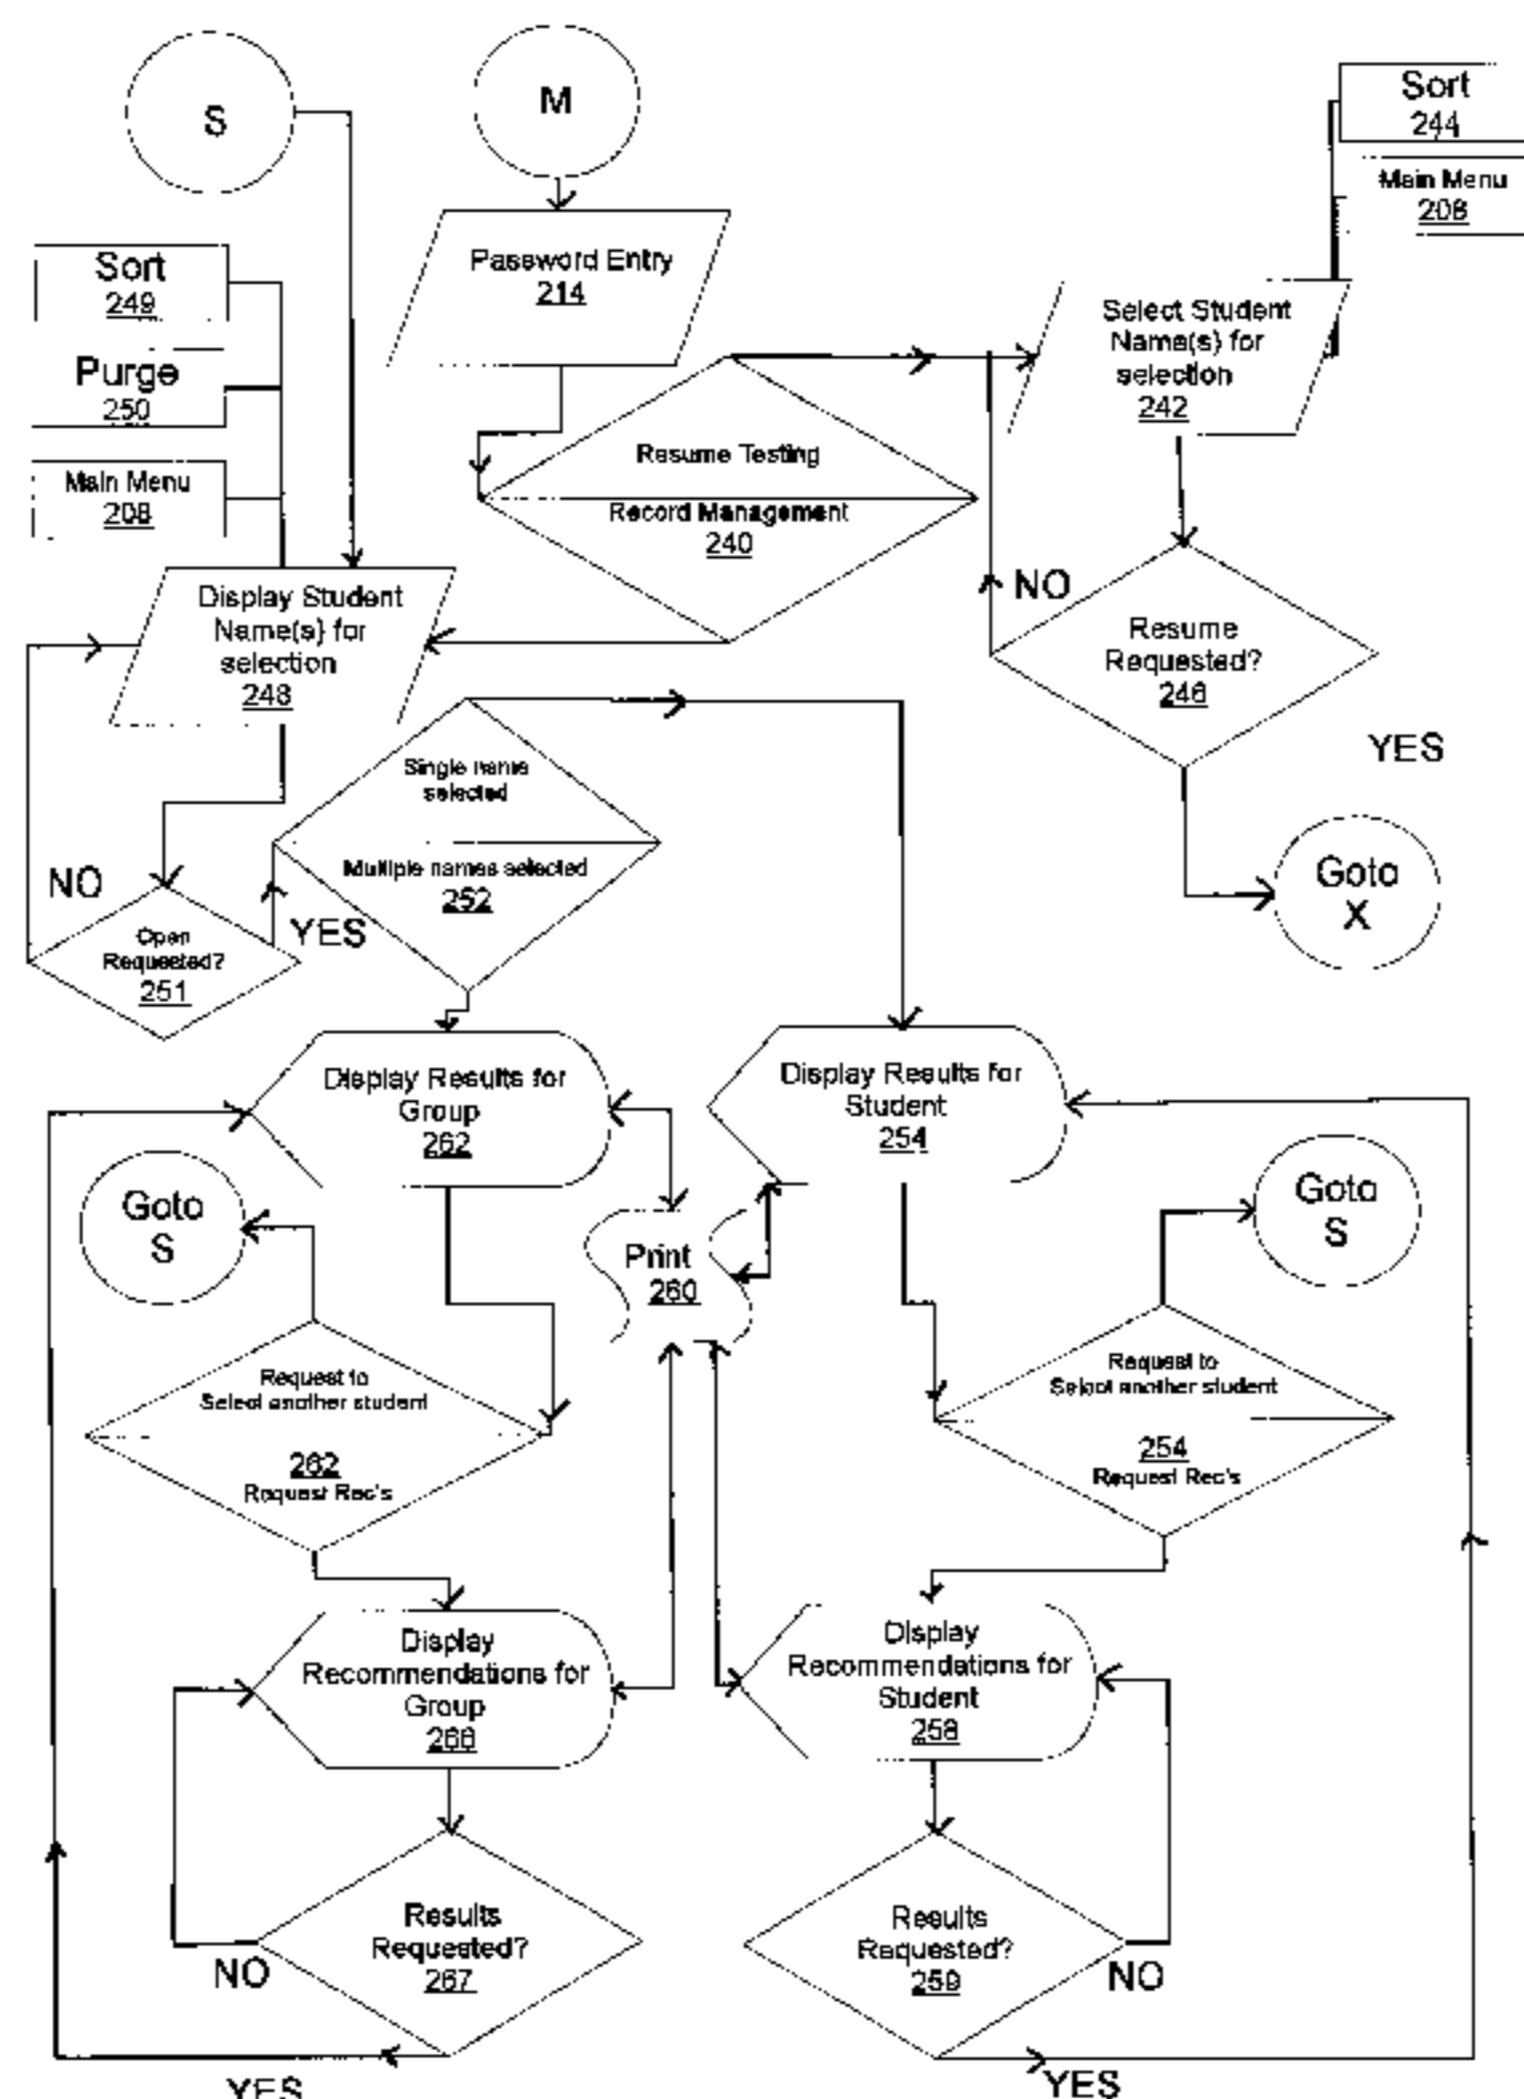 S
M
Sort
244
Main Menu
208
Password Entry
214
Sort
249
Purge
250
Main Menu
208
Select Student
Name(s) for
selection
242
Resume Testing
Record Management
240
NO
Resume
Requested?
246
YES
Goto
X
Display Student
Name(s) for
selection
248
Single name
selected
Multiple names selected
252
NO
YES
Open
Requested?
251
Display Results for
Group
262
Display Results for
Student
254
Goto
S
Print
260
Goto
S
Request to
Select another student
262
Request Rec's
Request to
Select another student
254
Request Rec's
Display
Recommendations for
Group
266
Display
Recommendations for
Student
258
Results
Requested?
267
NO
Results
Requested?
259
NO
YES
YES